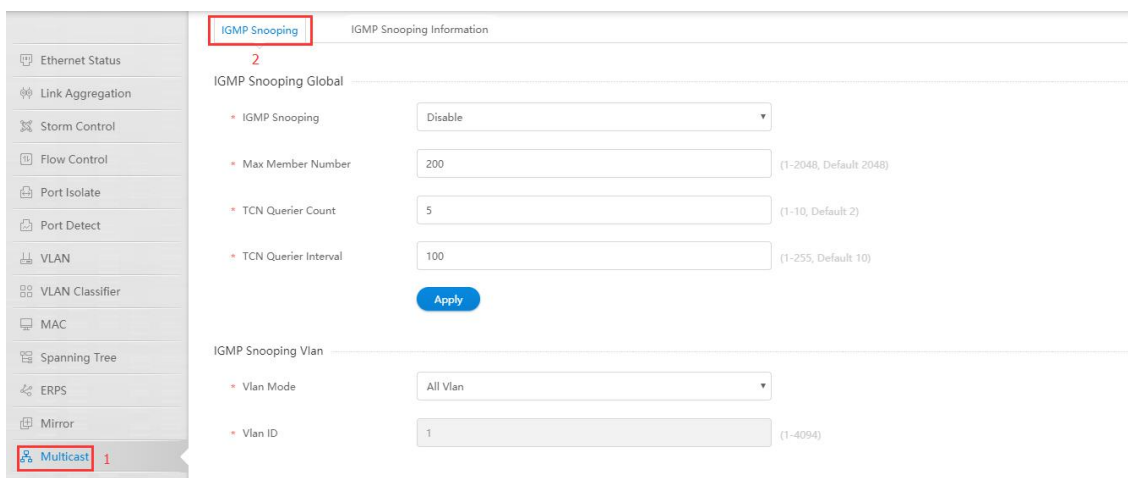 IGMP Snooping IGMP Snooping Information
2
Ethernet Status
Link Aggregation
Storm Control
Flow Control
Port Isolate
Port Detect
VLAN
VLAN Classifier
MAC
Spanning Tree
ERPS
Mirror
Multicast 1
IGMP Snooping Global
* IGMP Snooping Disable
* Max Member Number 200 (1-2048, Default 2048)
* TCN Querier Count 5 (1-10, Default 2)
* TCN Querier Interval 100 (1-255, Default 10)
Apply
IGMP Snooping Vlan
* Vlan Mode All Vlan
* Vlan ID 1 (1-4094)